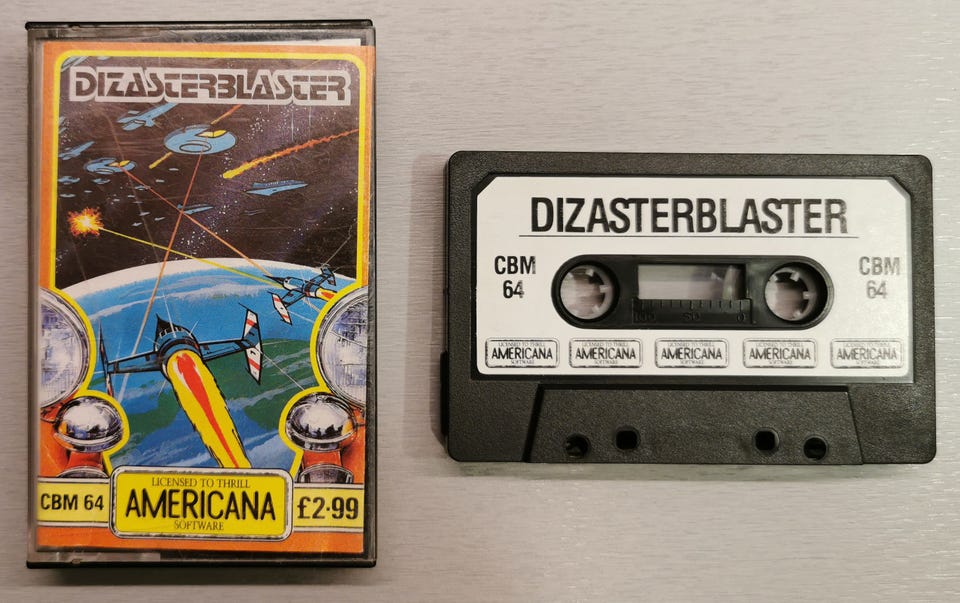 DIZASTERBLASTER
CBM 64
LICENSED TO THRILL
AMERICANA
SOFTWARE
£2·99
DIZASTERBLASTER
CBM
64
CBM
64
100 50 0
LICENSED TO THRILL
AMERICANA
SOFTWARE
LICENSED TO THRILL
AMERICANA
SOFTWARE
LICENSED TO THRILL
AMERICANA
SOFTWARE
LICENSED TO THRILL
AMERICANA
SOFTWARE
LICENSED TO THRILL
AMERICANA
SOFTWARE